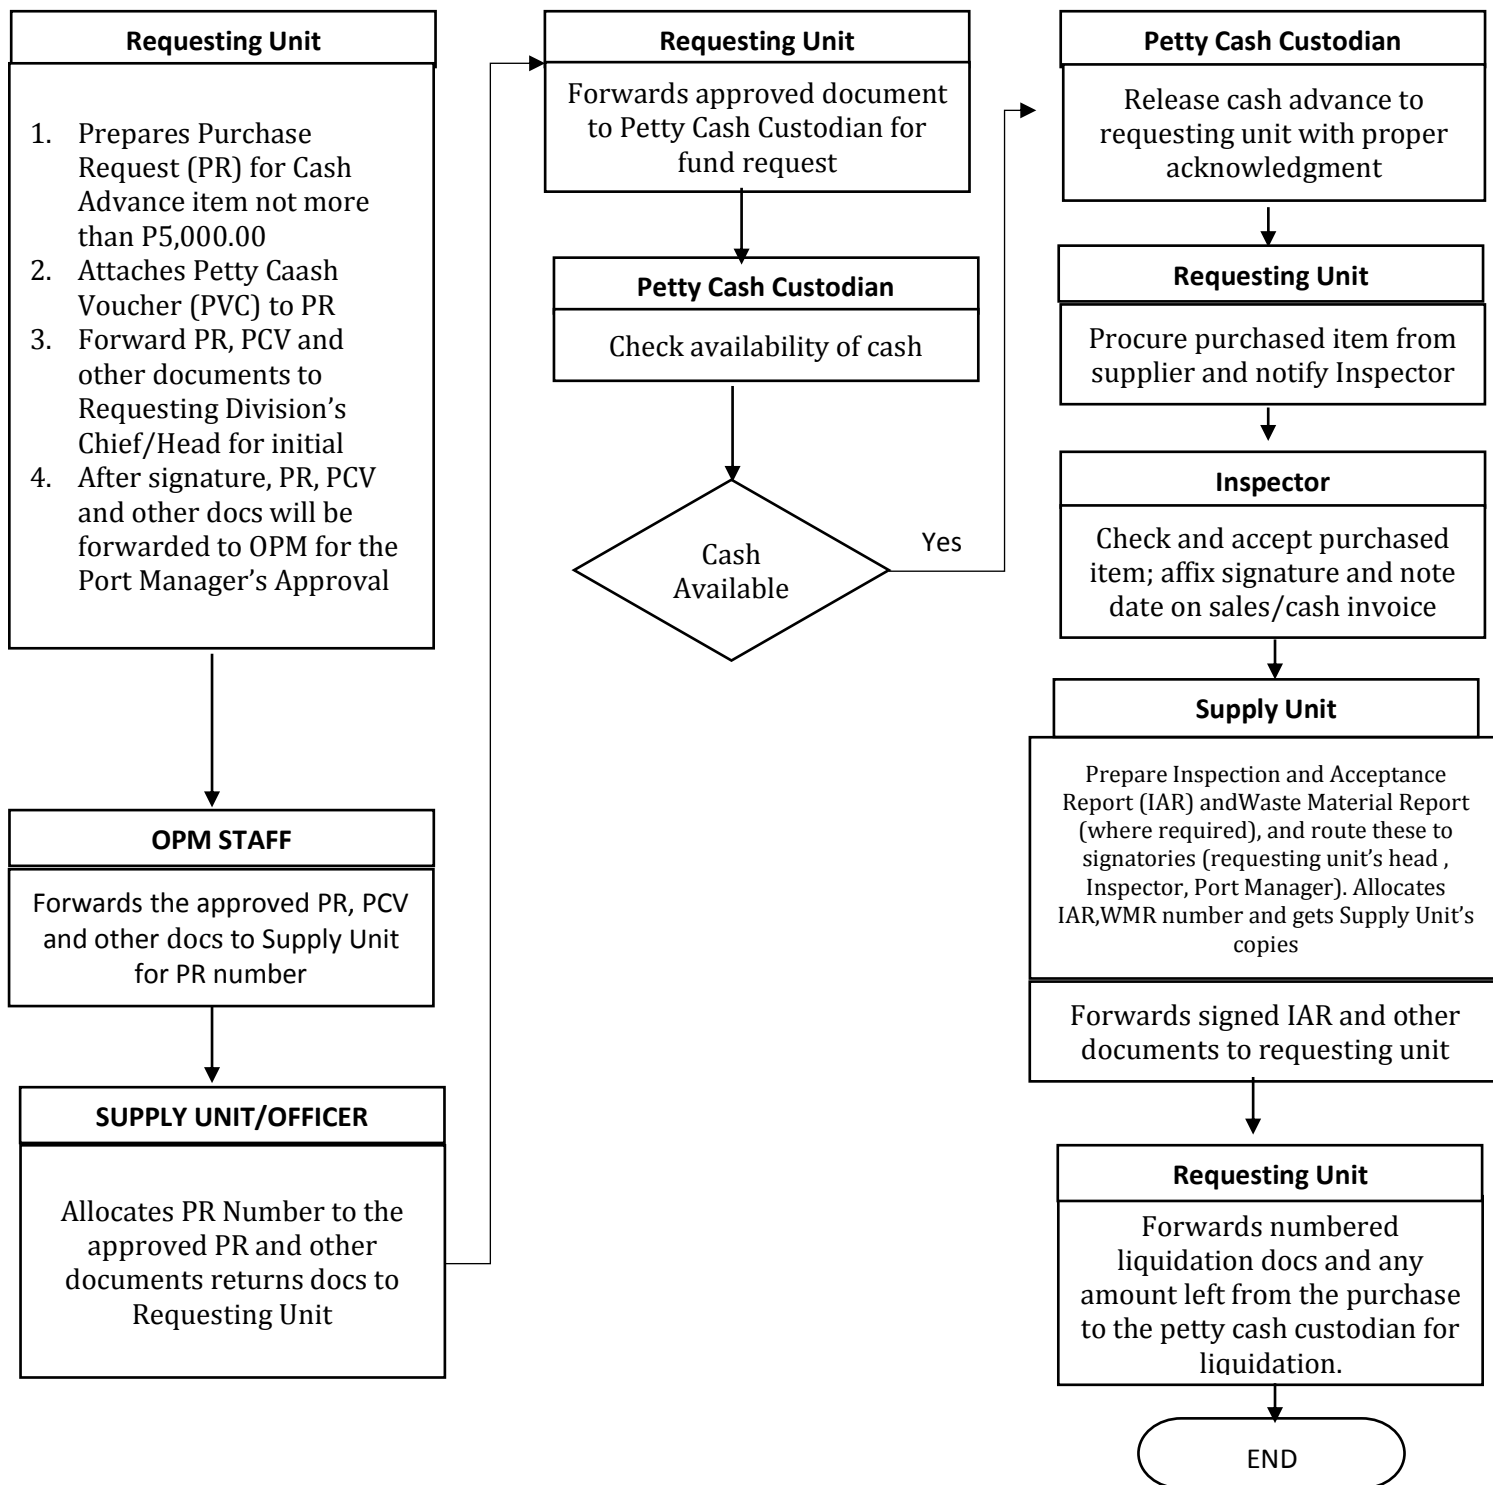 Requesting Unit
1. Prepares Purchase
Request (PR) for Cash
Advance item not more
than P5,000.00
2. Attaches Petty Caash
Voucher (PVC) to PR
3. Forward PR, PCV and
other documents to
Requesting Division’s
Chief/Head for initial
4. After signature, PR, PCV
and other docs will be
forwarded to OPM for the
Port Manager’s Approval
OPM STAFF
Forwards the approved PR, PCV
and other docs to Supply Unit
for PR number
SUPPLY UNIT/OFFICER
Allocates PR Number to the
approved PR and other
documents returns docs to
Requesting Unit
Requesting Unit
Forwards approved document
to Petty Cash Custodian for
fund request
Petty Cash Custodian
Check availability of cash
Cash
Available
Yes
Petty Cash Custodian
Release cash advance to
requesting unit with proper
acknowledgment
Requesting Unit
Procure purchased item from
supplier and notify Inspector
Inspector
Check and accept purchased
item; affix signature and note
date on sales/cash invoice
Supply Unit
Prepare Inspection and Acceptance
Report (IAR) andWaste Material Report
(where required), and route these to
signatories (requesting unit’s head ,
Inspector, Port Manager). Allocates
IAR,WMR number and gets Supply Unit’s
copies
Forwards signed IAR and other
documents to requesting unit
Requesting Unit
Forwards numbered
liquidation docs and any
amount left from the purchase
to the petty cash custodian for
liquidation.
END